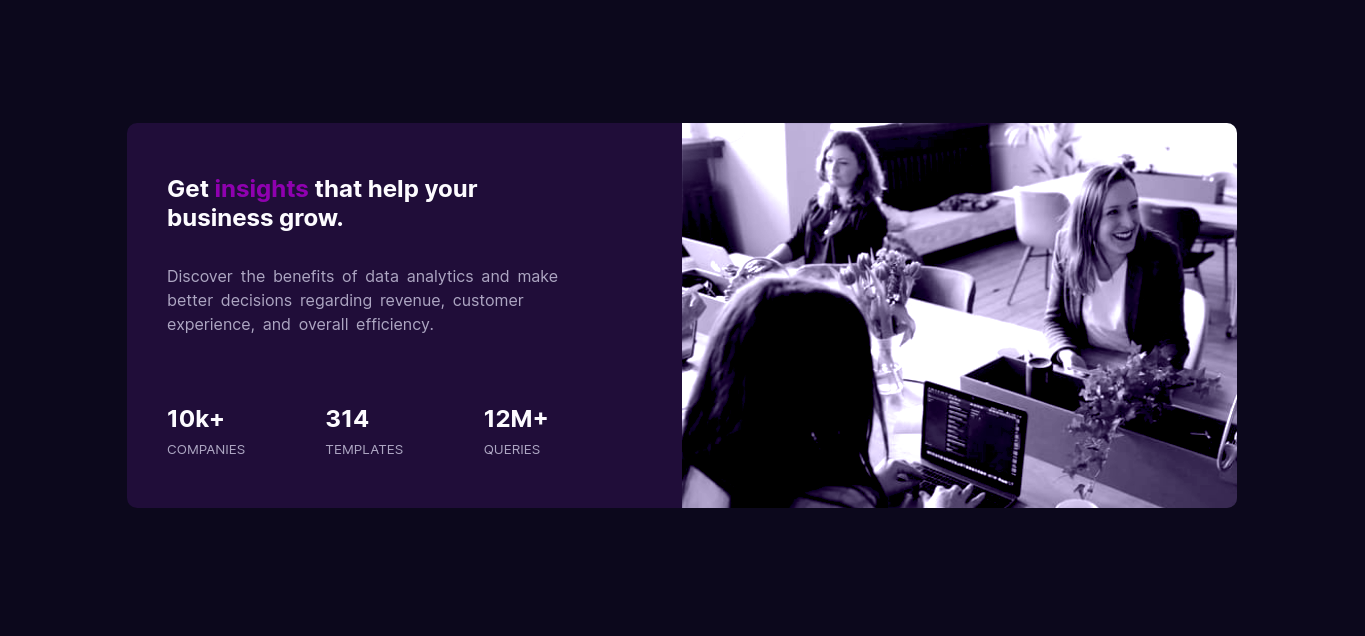 Get insights that help your
business grow.
Discover the benefits of data analytics and make
better decisions regarding revenue, customer
experience, and overall efficiency.
10k+ 314 12M+
COMPANIES TEMPLATES QUERIES